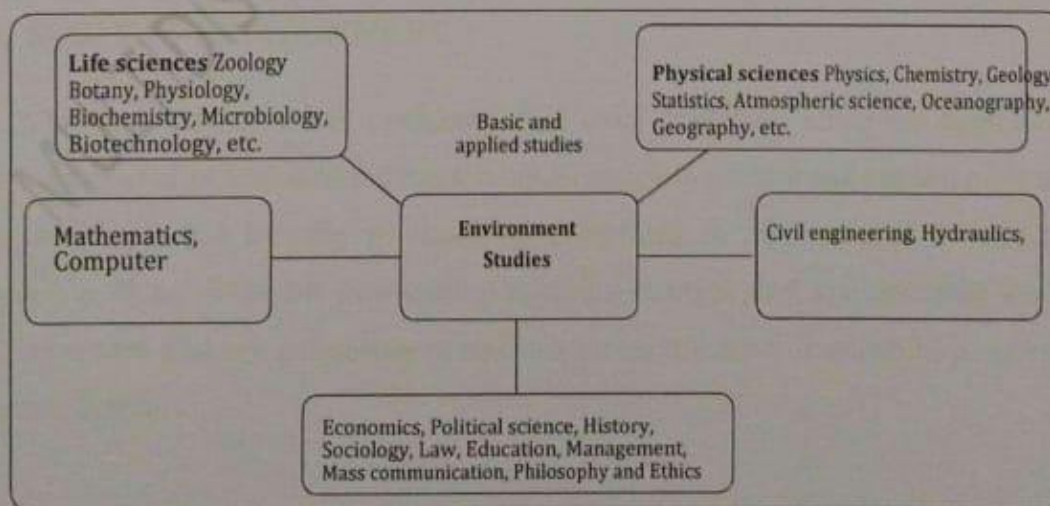 Life sciences Zoology
Botany, Physiology,
Biochemistry, Microbiology,
Biotechnology, etc.
Basic and
applied studies
Physical sciences Physics, Chemistry, Geology
Statistics, Atmospheric science, Oceanography,
Geography, etc.
Mathematics,
Computer
Environment
Studies
Civil engineering, Hydraulics,
Economics, Political science, History,
Sociology, Law, Education, Management,
Mass communication, Philosophy and Ethics